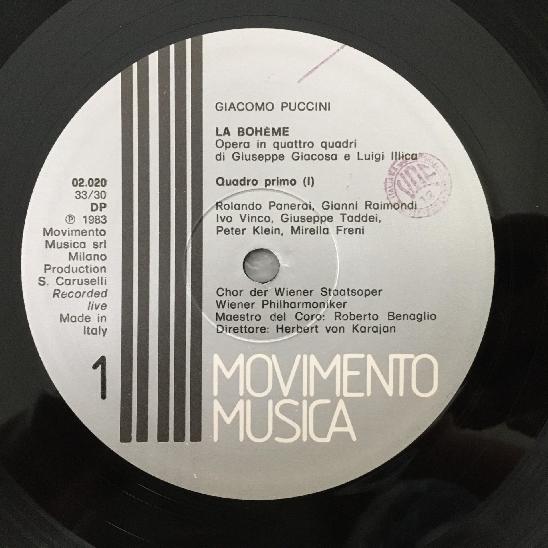 GIACOMO PUCCINI
LA BOHÈME
Opera in quattro quadri
di Giuseppe Giacosa e Luigi Illica
Quadro primo (I)
Rolando Panerai, Gianni Raimondi
Ivo Vinco, Giuseppe Taddei,
Peter Klein, Mirella Freni
Chor der Wiener Staatsoper
Wiener Philharmoniker
Maestro del Coro: Roberto Benaglio
Direttore: Herbert von Karajan
02.020
33/30
DP
℗ 1983
Movimento
Musica srl
Milano
Production
S. Caruselli
Recorded
live
Made in
Italy
1
MOVIMENTO
MUSICA